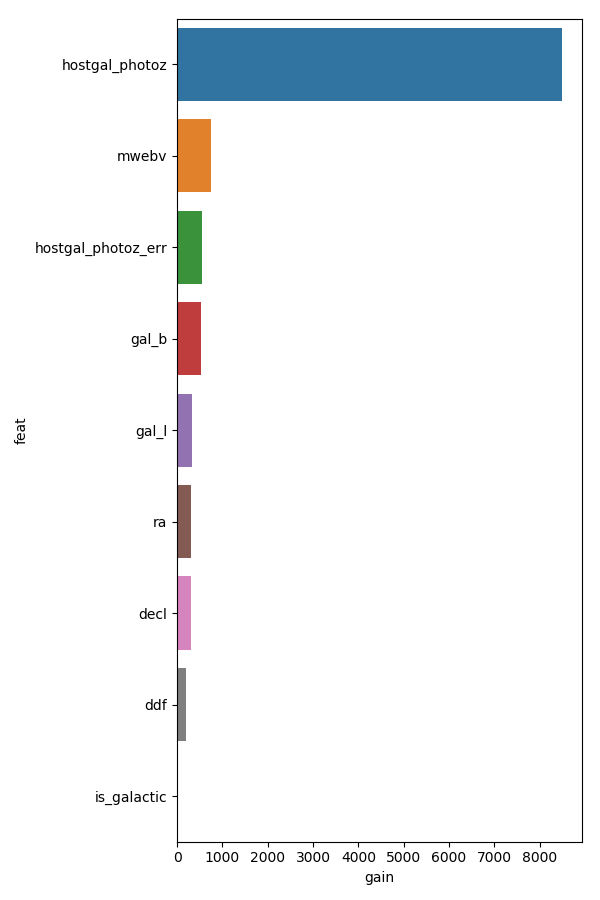 hostgal_photoz
mwebv
hostgal_photoz_err
gal_b
gal_l
ra
decl
ddf
is_galactic
feat
0 1000 2000 3000 4000 5000 6000 7000 8000
gain